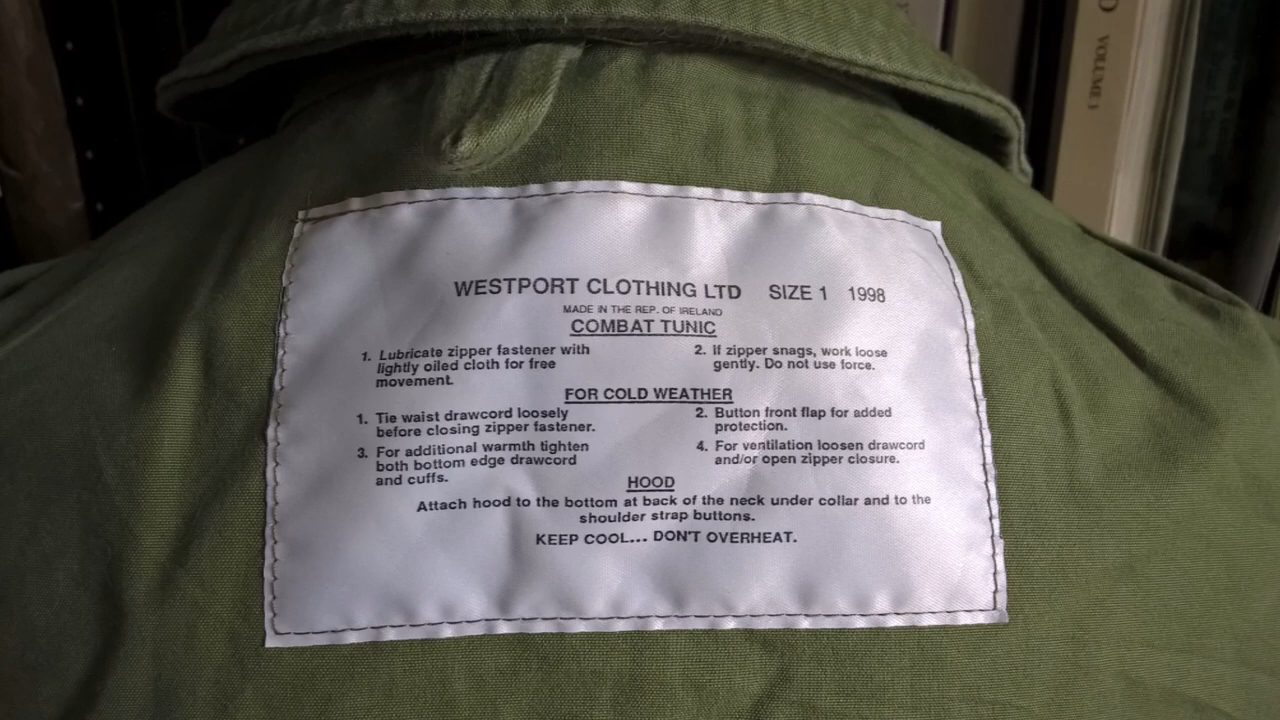 WESTPORT CLOTHING LTD SIZE 1 1998
MADE IN THE REP. OF IRELAND
COMBAT TUNIC
1. Lubricate zipper fastener with
lightly oiled cloth for free
movement.
2. If zipper snags, work loose
gently. Do not use force.
FOR COLD WEATHER
1. Tie waist drawcord loosely
before closing zipper fastener.
2. Button front flap for added
protection.
3. For additional warmth tighten
both bottom edge drawcord
and cuffs.
4. For ventilation loosen drawcord
and/or open zipper closure.
HOOD
Attach hood to the bottom at back of the neck under collar and to the
shoulder strap buttons.
KEEP COOL... DON'T OVERHEAT.
VOLUME I